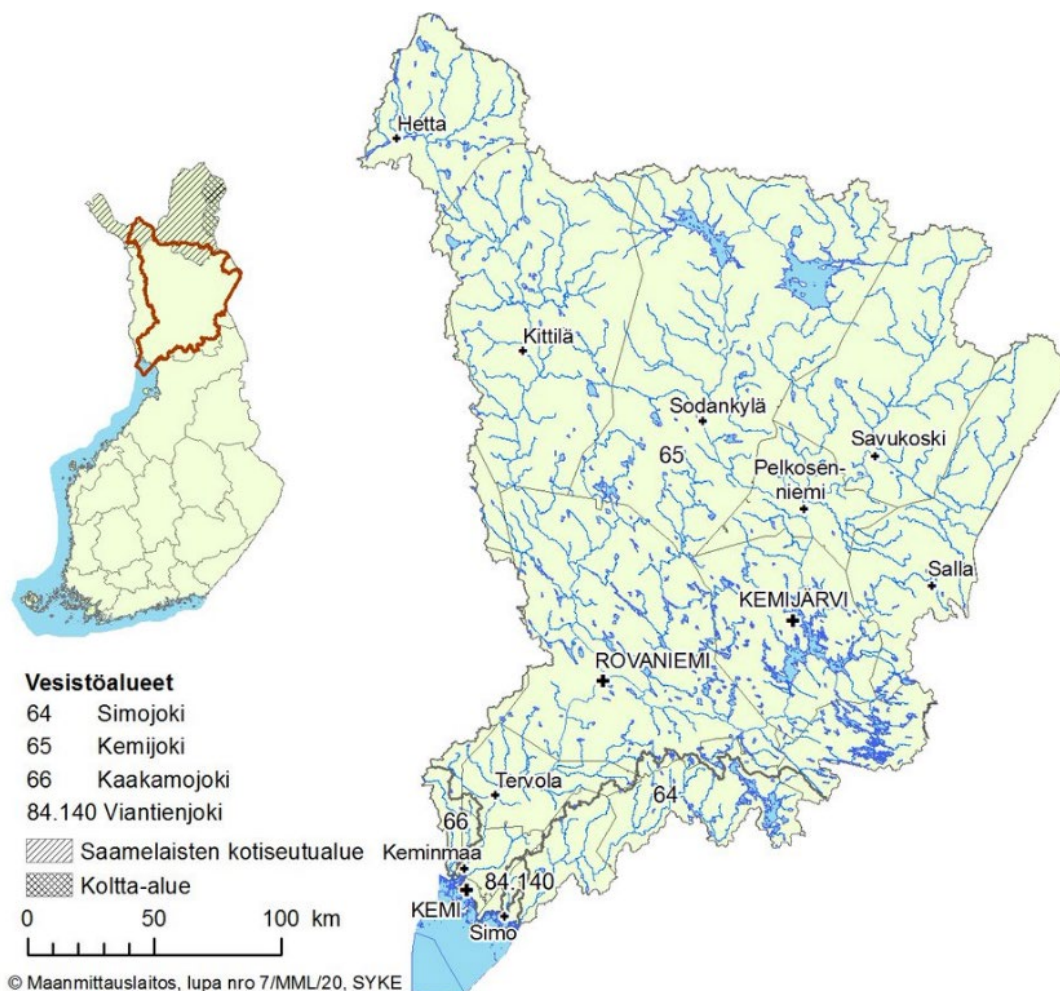 Hetta
Kittilä
Sodankylä
65
Savukoski
Pelkosen-
niemi
Salla
KEMIJÄRVI
ROVANIEMI
Tervola
64
66
Keminmaa
84.140
KEMI
Simo
Vesistöalueet
64 Simojoki
65 Kemijoki
66 Kaakamojoki
84.140 Viantienjoki
Saamelaisten kotiseutualue
Koltta-alue
0 50 100 km
© Maanmittauslaitos, lupa nro 7/MML/20, SYKE